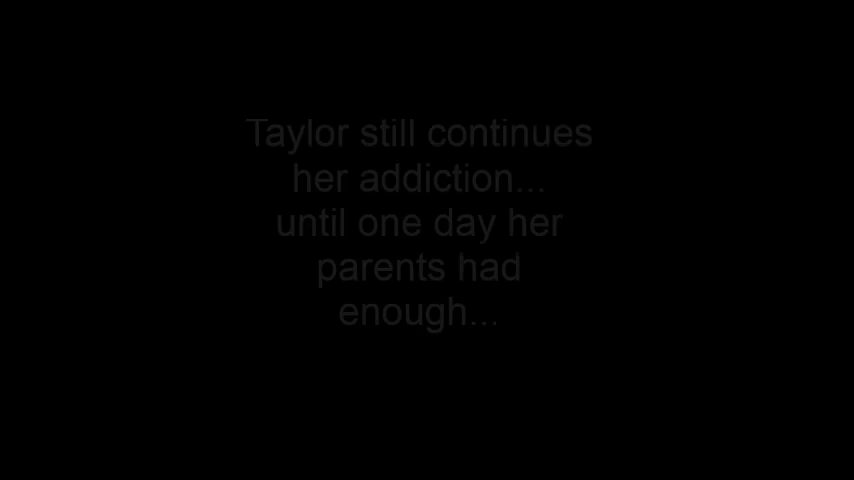 Taylor still continues
her addiction...
until one day her
parents had
enough...